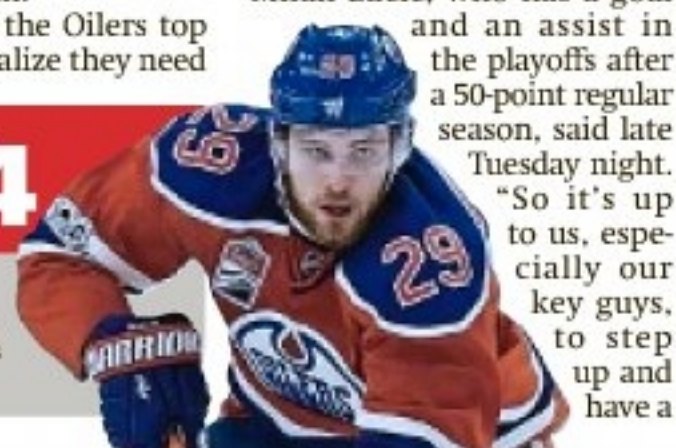 the Oilers top
alize they need
4
and an assist in
the playoffs after
a 50-point regular
season, said late
Tuesday night.
“So it’s up
to us, espe-
cially our
key guys,
to step
up and
have a
29
29
OILERS
WARRIOR